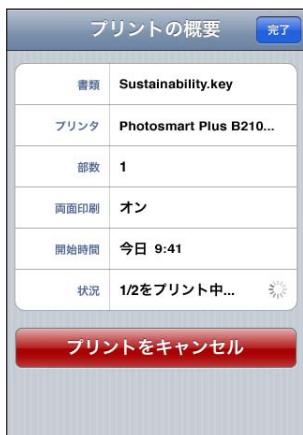 プリントの概要
完了
書類 Sustainability.key
プリンタ Photosmart Plus B210...
部数 1
両面印刷 オン
開始時間 今日 9:41
状況 1/2をプリント中...
プリントをキャンセル